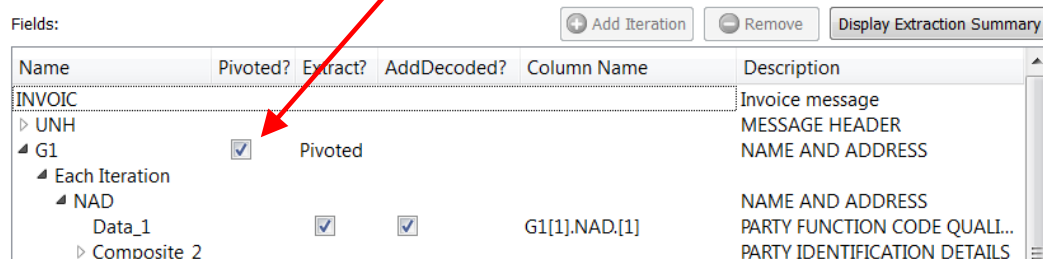 Fields: Add Iteration Remove Display Extraction Summary
Name Pivoted? Extract? AddDecoded? Column Name Description
INVOIC Invoice message
UNH MESSAGE HEADER
G1 Pivoted NAME AND ADDRESS
Each Iteration
NAD NAME AND ADDRESS
Data_1 G1[1].NAD.[1] PARTY FUNCTION CODE QUALI...
Composite_2 PARTY IDENTIFICATION DETAILS